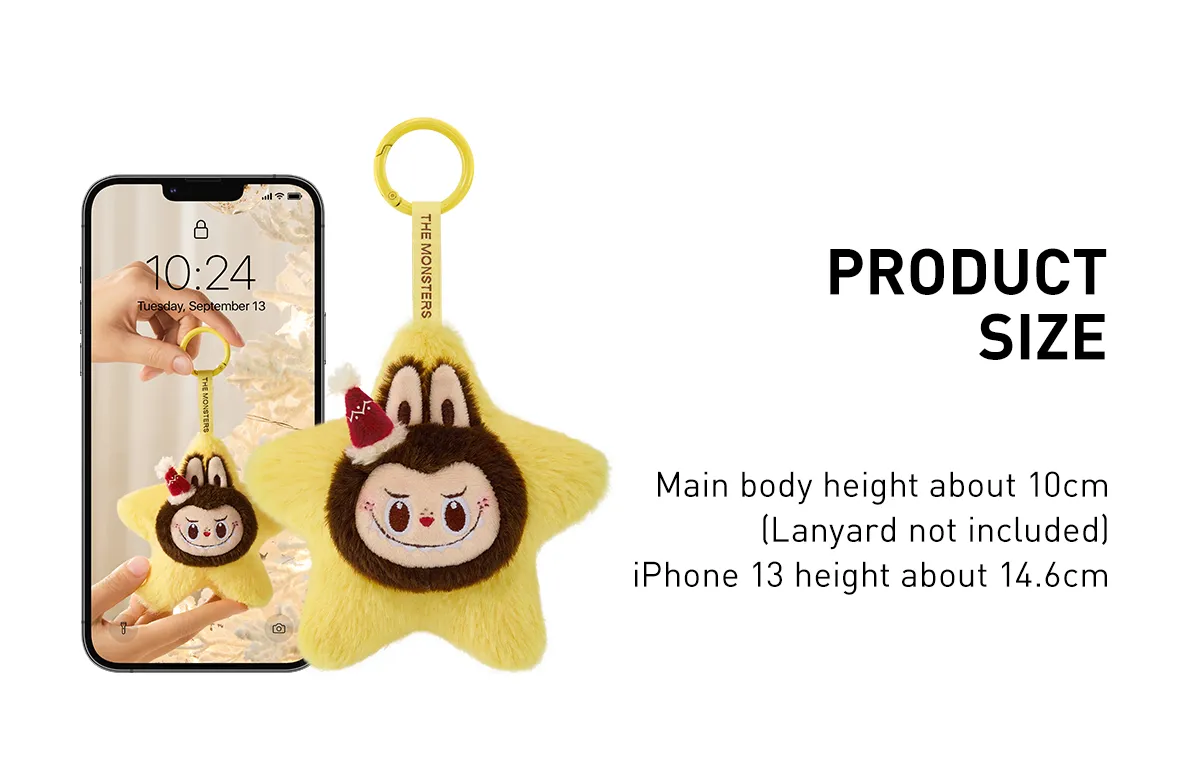 10:24
Tuesday, September 13
THE MONSTERS
THE MONSTERS
PRODUCT
SIZE
Main body height about 10cm
(Lanyard not included)
iPhone 13 height about 14.6cm